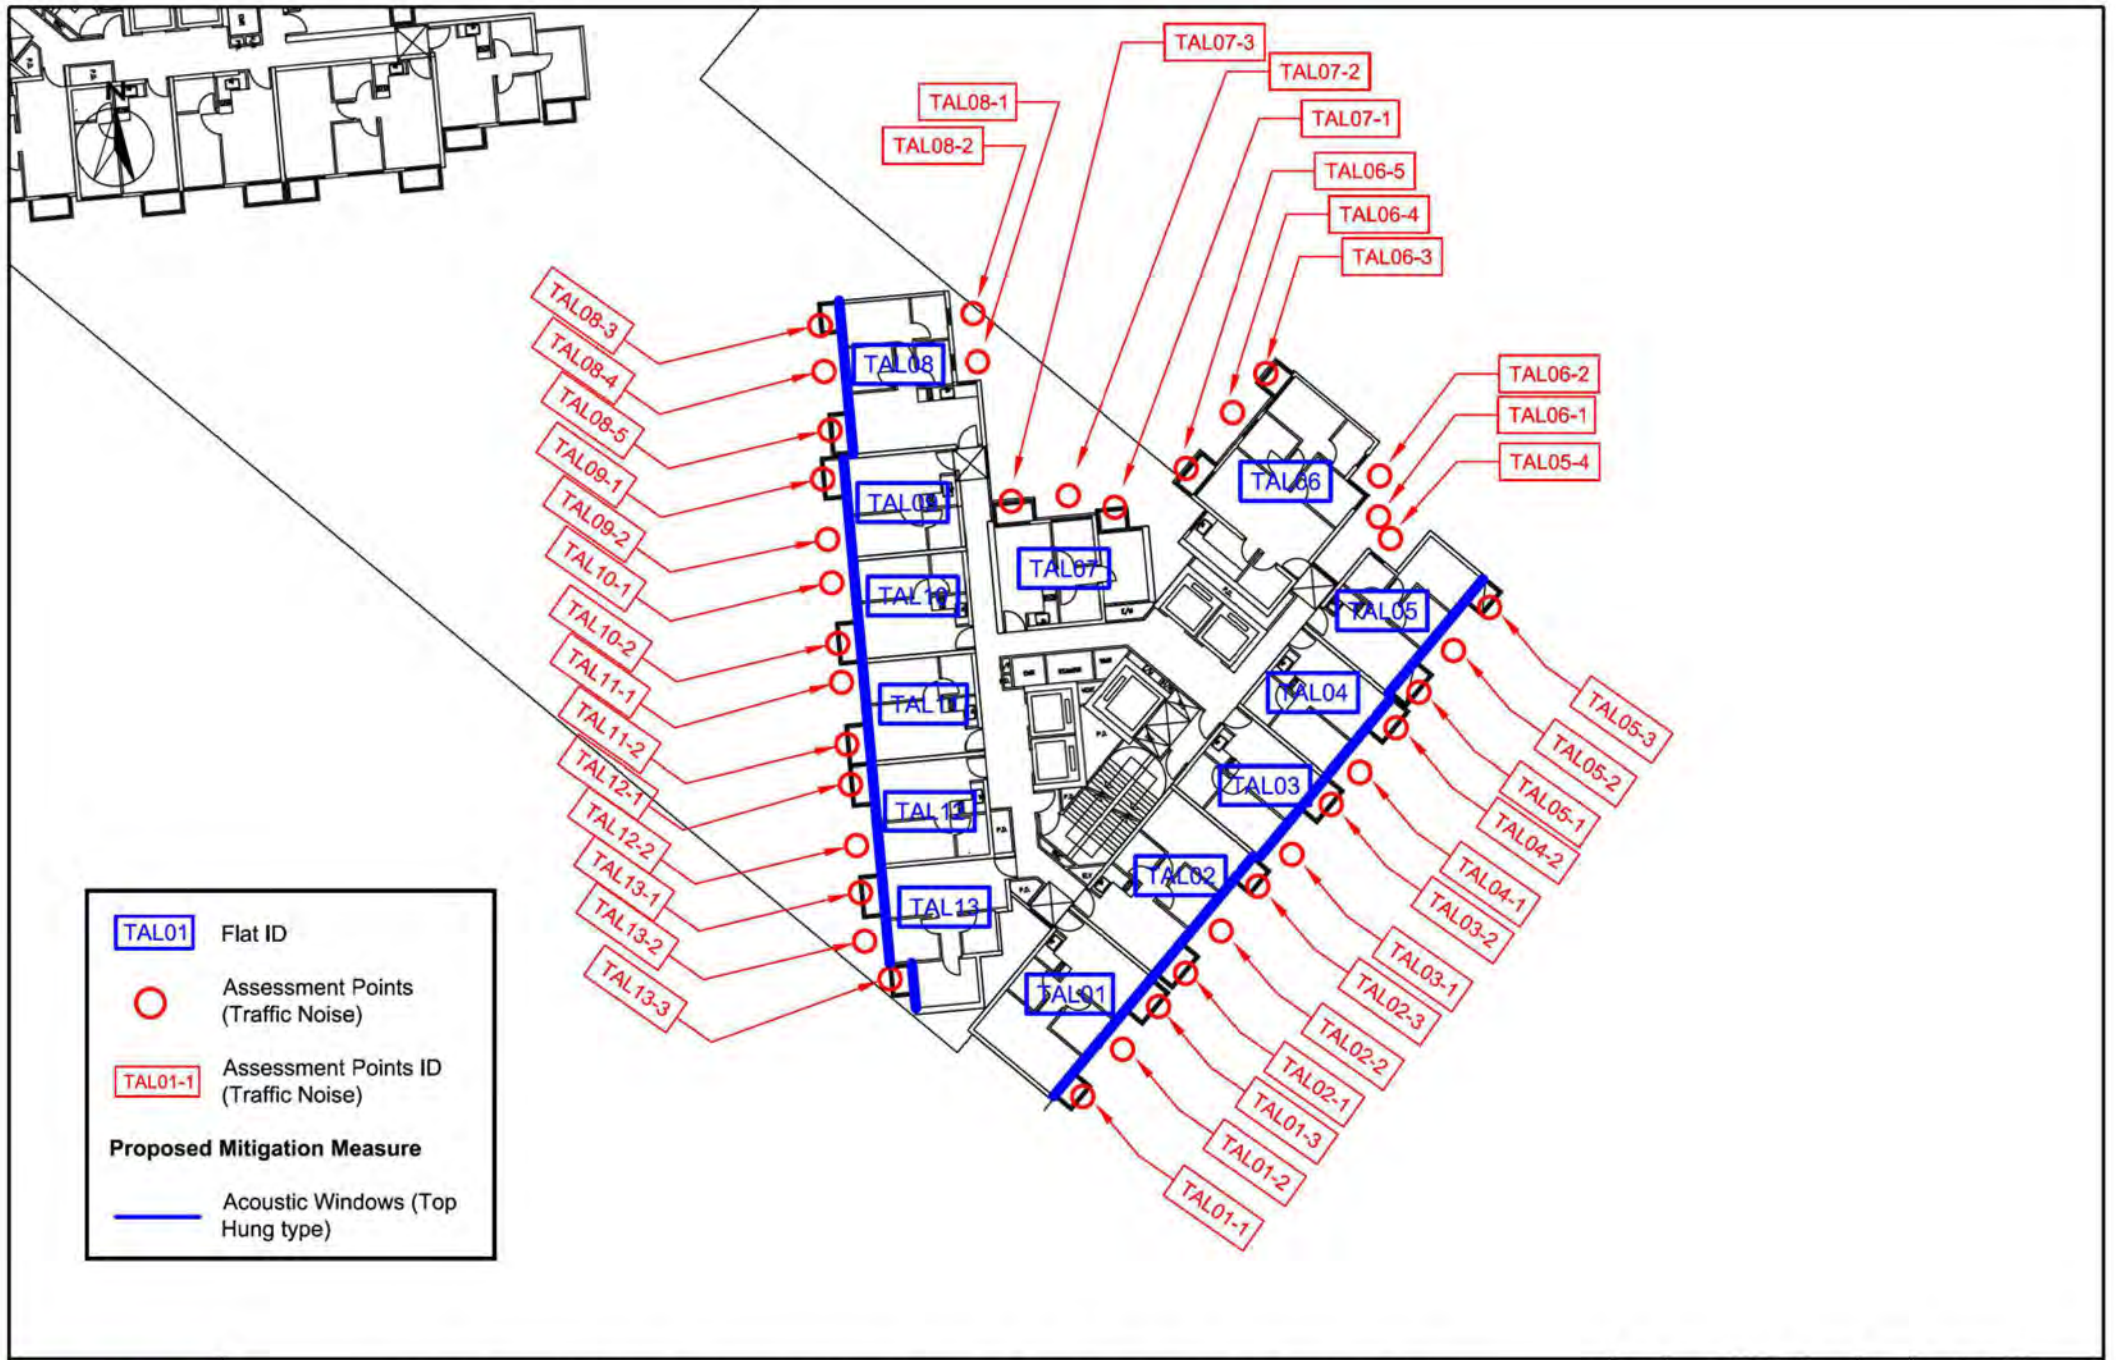 TAL07-3
TAL07-2
TAL08-1
TAL07-1
TAL08-2
TAL06-5
TAL06-4
TAL06-3
TAL08-3
TAL08-4
TAL08-5
TAL09-1
TAL09-2
TAL10-1
TAL10-2
TAL11-1
TAL11-2
TAL12-1
TAL12-2
TAL13-1
TAL13-2
TAL13-3
TAL06-2
TAL06-1
TAL05-4
TAL08
TAL09
TAL10
TAL11
TAL12
TAL13
TAL07
TAL06
TAL05
TAL04
TAL03
TAL02
TAL01
TAL05-3
TAL05-2
TAL05-1
TAL04-2
TAL04-1
TAL03-2
TAL03-1
TAL02-3
TAL02-2
TAL02-1
TAL01-3
TAL01-2
TAL01-1
N
P.D.
P.D.
P.D.
P.D.
P.D.
P.D.
TAL01 Flat ID
Assessment Points
(Traffic Noise)
TAL01-1 Assessment Points ID
(Traffic Noise)
Proposed Mitigation Measure
Acoustic Windows (Top
Hung type)